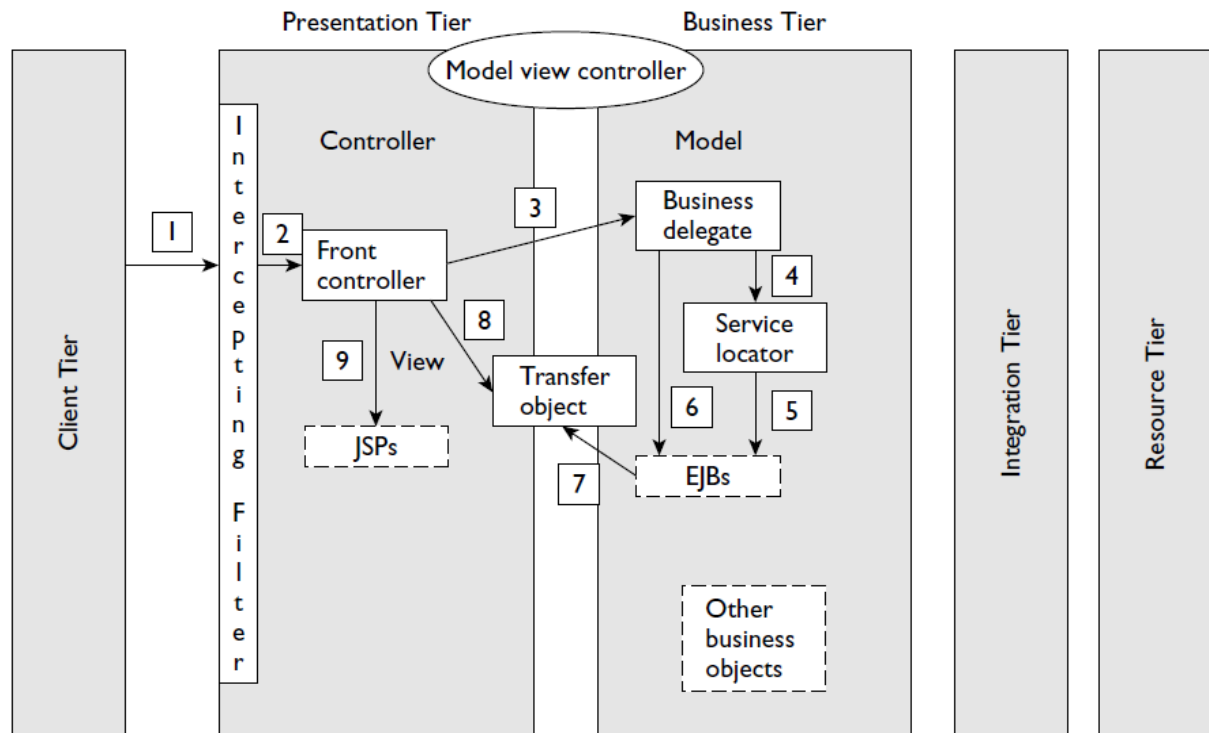 Presentation Tier
Business Tier
Model view controller
Client Tier
Intercepting Filter
Controller
Model
1
2
3
Front
controller
Business
delegate
4
8
Service
locator
9
View
Transfer
object
6
5
JSPs
7
EJBs
Other
business
objects
Integration Tier
Resource Tier